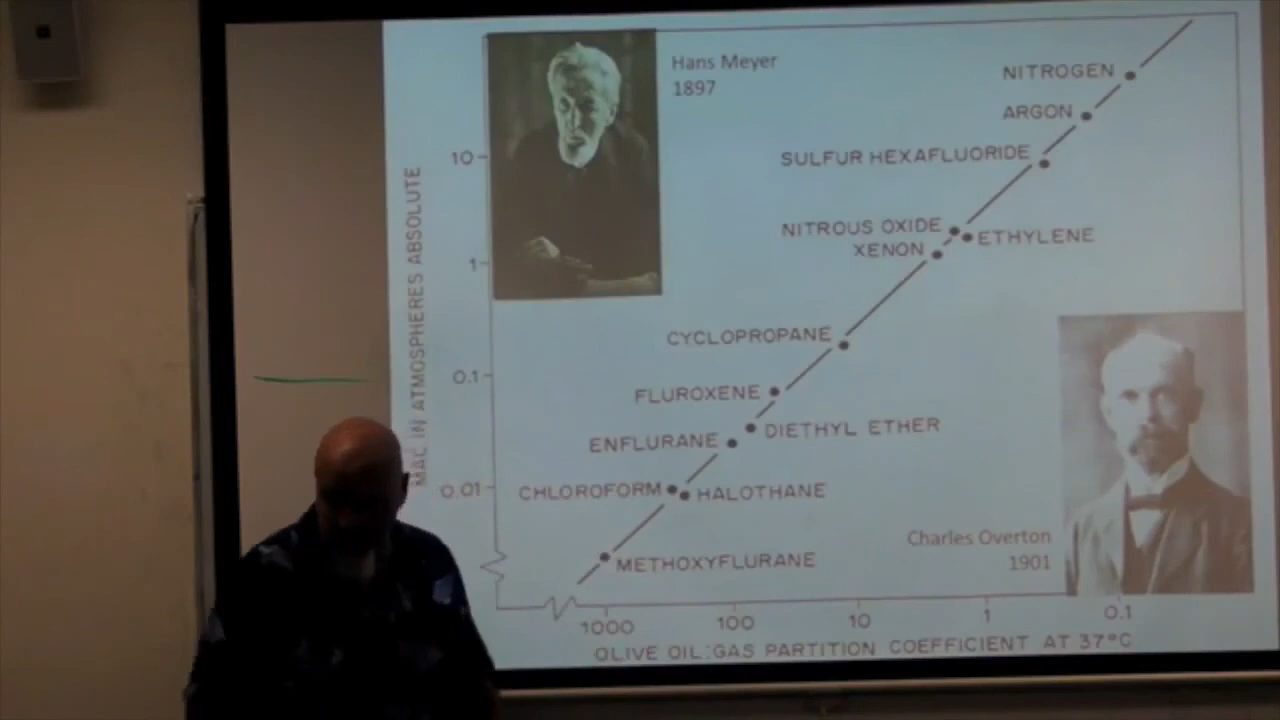 Hans Meyer
1897
NITROGEN
ARGON
SULFUR HEXAFLUORIDE
10
NITROUS OXIDE
ETHYLENE
XENON
1
CYCLOPROPANE
0.1
FLUROXENE
DIETHYL ETHER
ENFLURANE
0.01
CHLOROFORM
HALOTHANE
METHOXYFLURANE
MAC IN ATMOSPHERES ABSOLUTE
Charles Overton
1901
1000 100 10 1 0.1
OLIVE OIL:GAS PARTITION COEFFICIENT AT 37°C